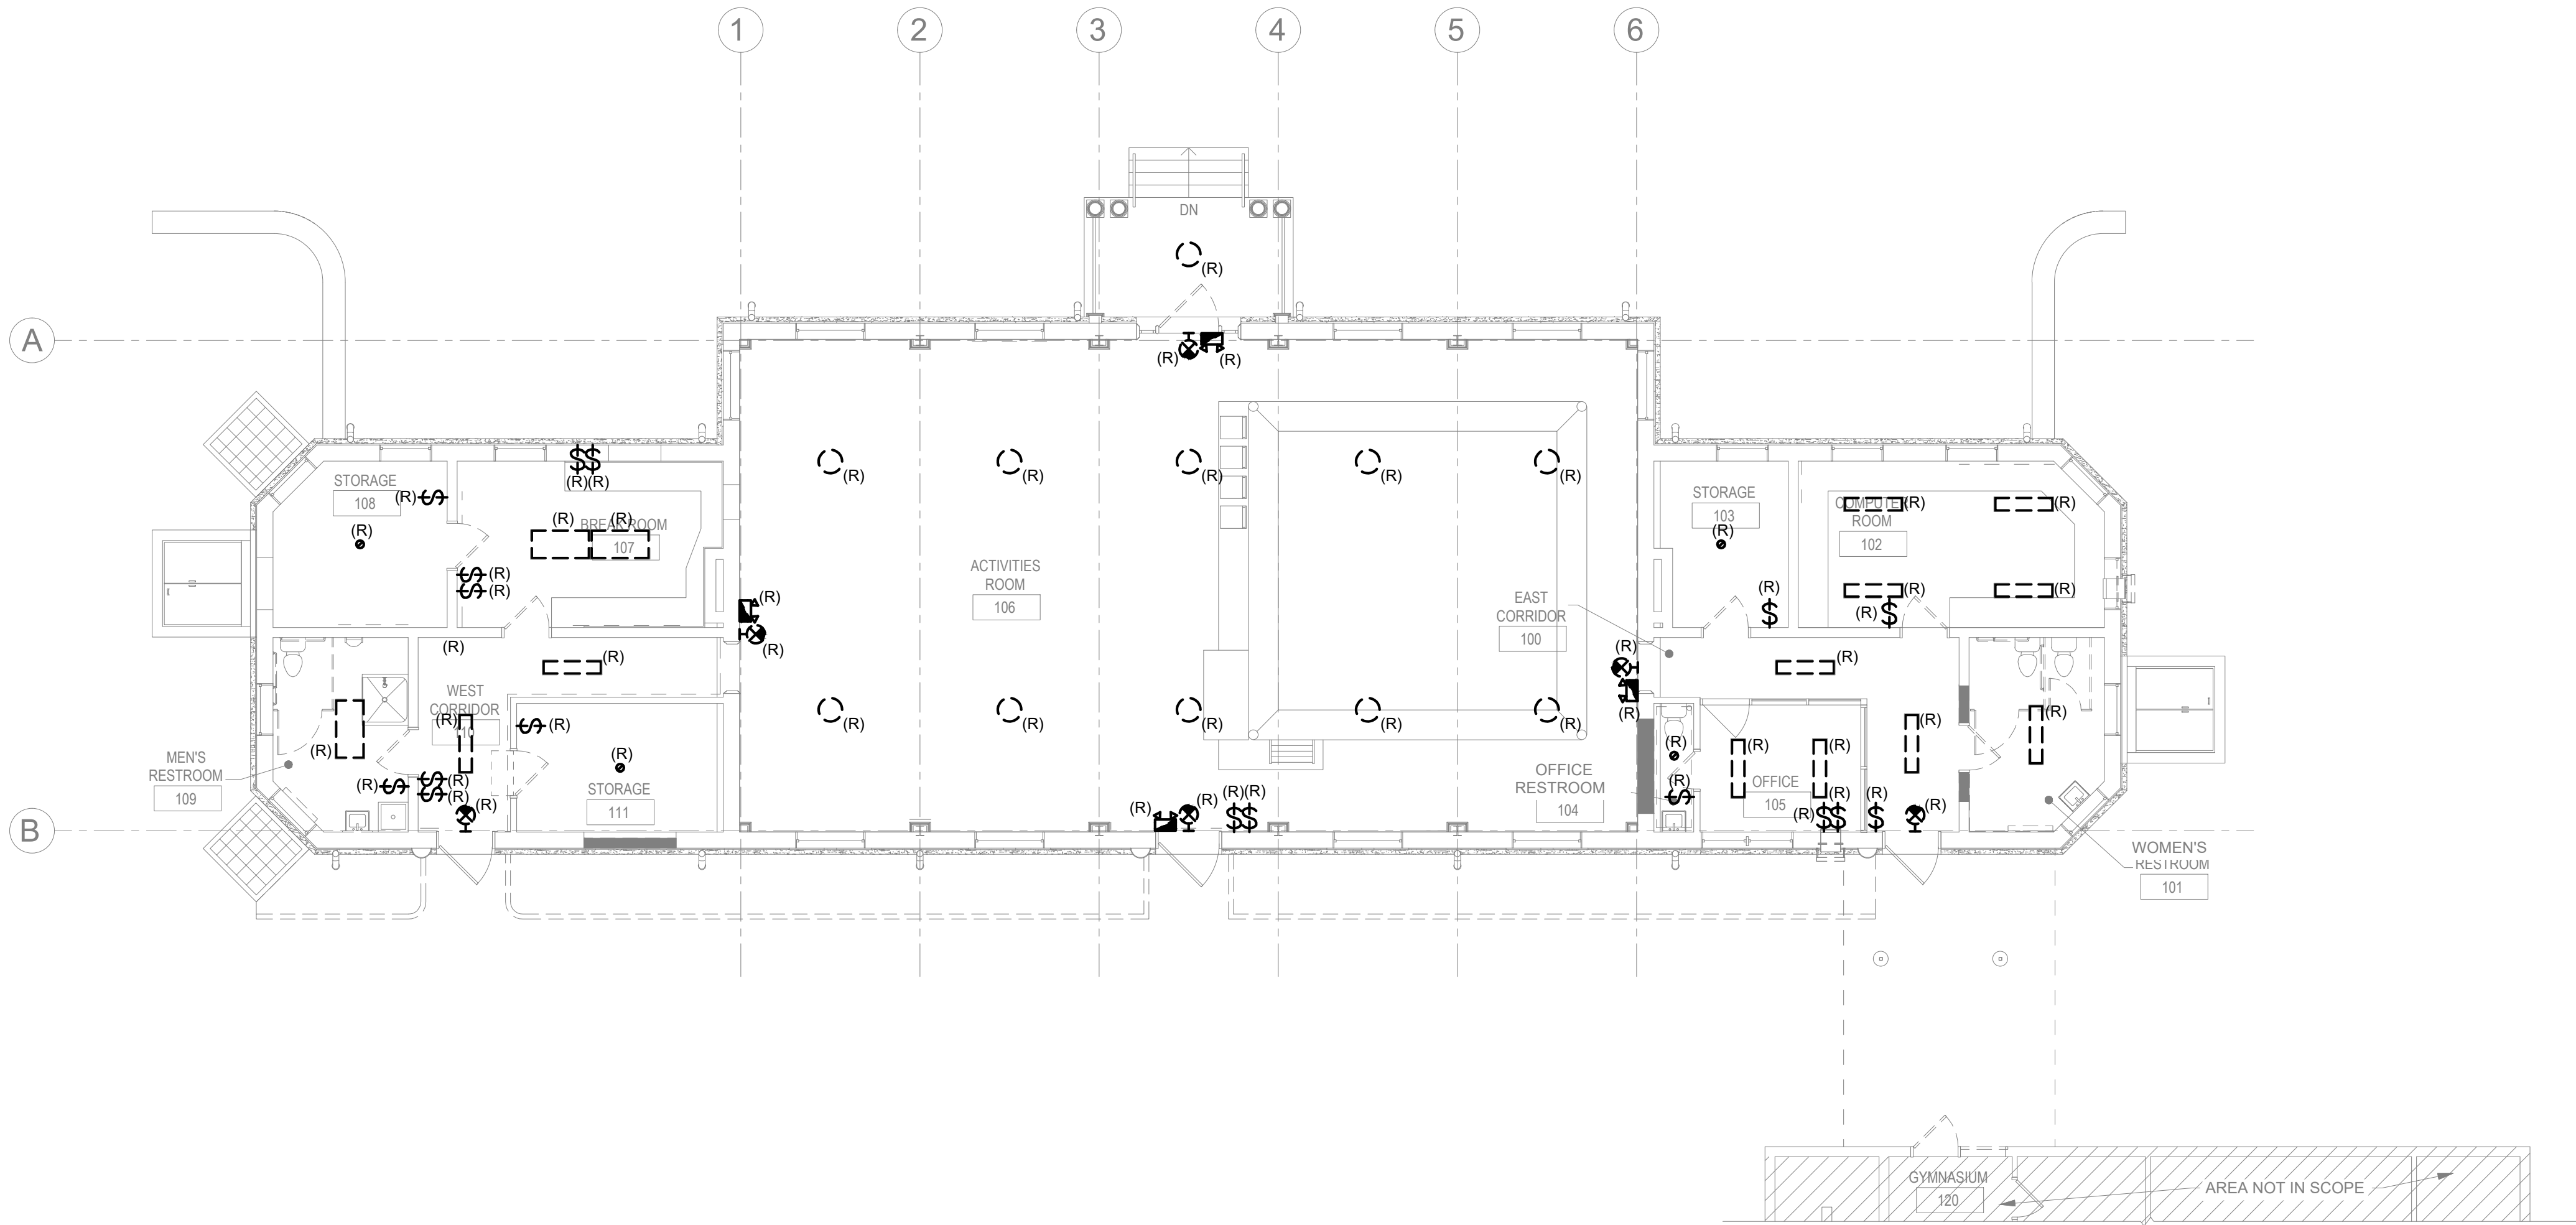 1 2 3 4 5 6
DN
(R)
A
(R) (R)
(R) (R) (R) (R) (R)
STORAGE
108
(R)
(R)(R)
(R)
(R) (R)
BREAK ROOM
107
(R)
(R)
ACTIVITIES
ROOM
106
STORAGE
103
(R)
COMPUTER
ROOM
102
(R) (R)
(R) (R)
(R) (R)
(R)
(R)
EAST
CORRIDOR
100
(R)
(R)
(R)
(R)
(R)
WEST
CORRIDOR
110
(R)
(R)
(R) (R) (R) (R) (R)
(R)
(R)
(R)
MEN'S
RESTROOM
109
(R)
(R)
(R)
(R)
(R)
STORAGE
111
(R) (R) (R)(R)
OFFICE
RESTROOM
104
(R)
(R)
(R) (R)
OFFICE
105
(R)
(R)
(R)
(R)
(R)
B
WOMEN'S
RESTROOM
101
GYMNASIUM
120
AREA NOT IN SCOPE